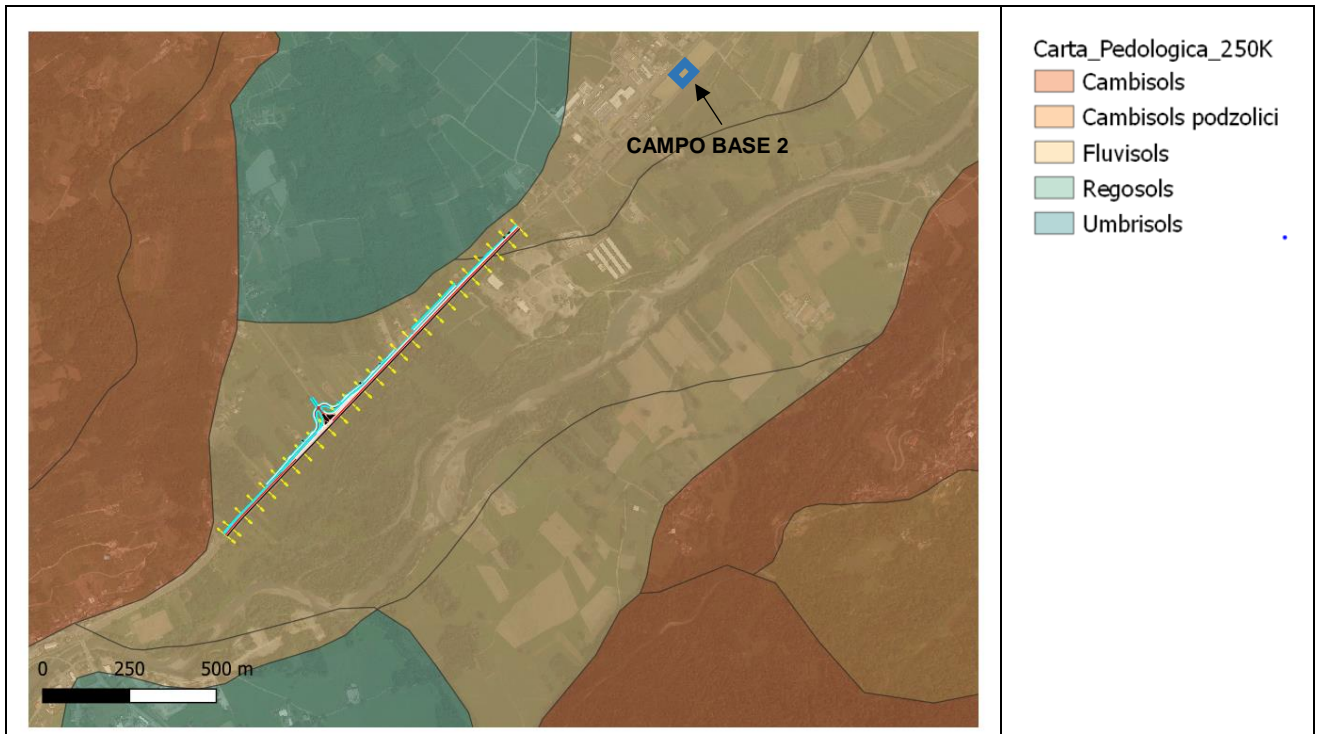 CAMPO BASE 2
0 250 500 m
Carta_Pedologica_250K
Cambisols
Cambisols podzolici
Fluvisols
Regosols
Umbrisols